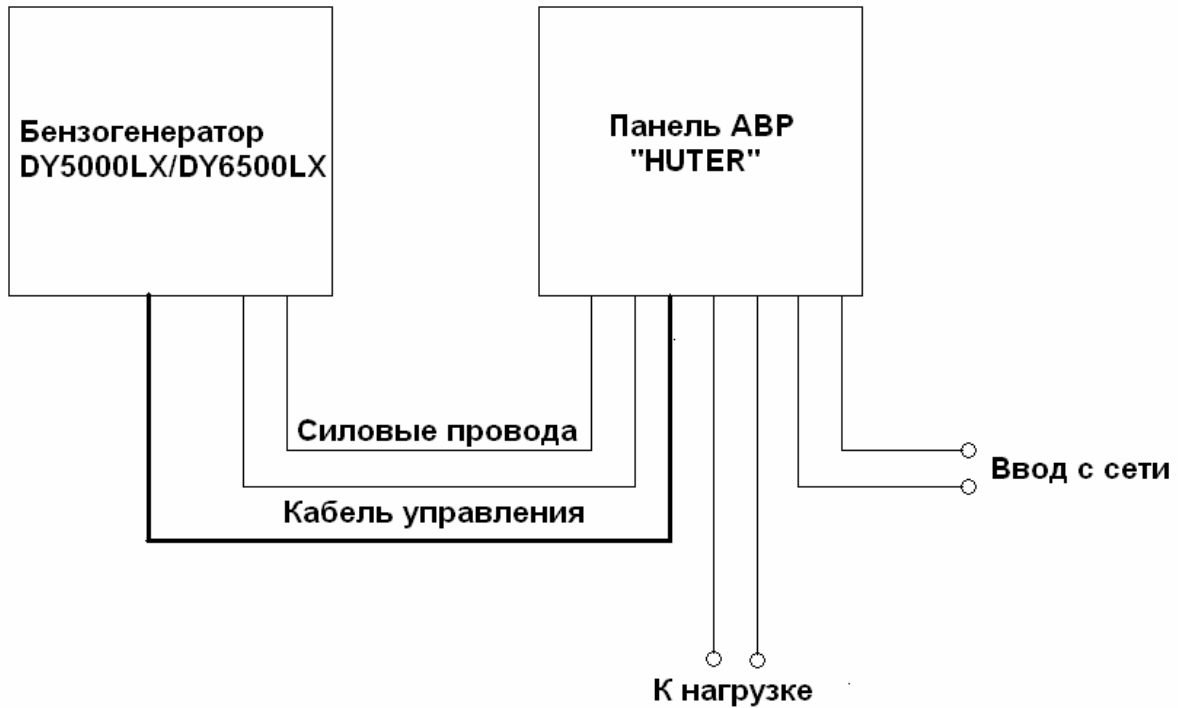 Бензогенератор
DY5000LX/DY6500LX
Панель АВР
"HUTER"
Силовые провода
Кабель управления
Ввод с сети
К нагрузке